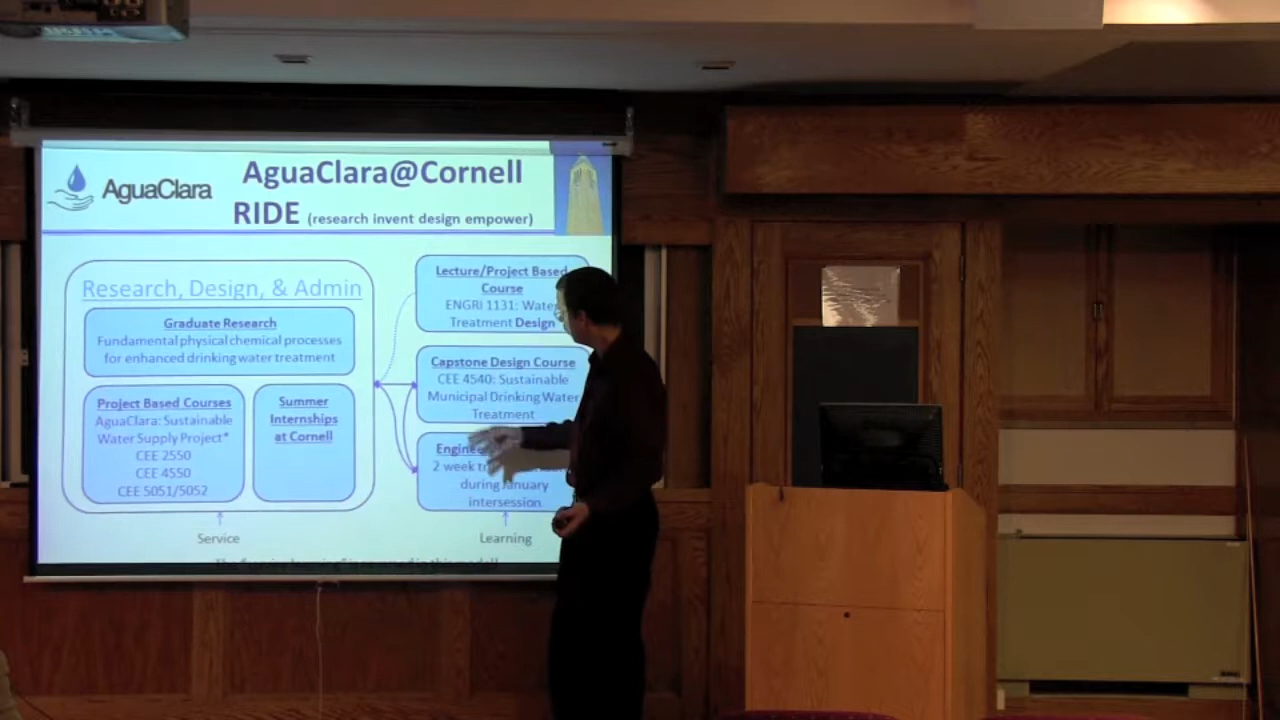 AguaClara
AguaClara@Cornell
RIDE (research invent design empower)
Research, Design, & Admin
Graduate Research
Fundamental physical chemical processes
for enhanced drinking water treatment
Project Based Courses
AguaClara: Sustainable
Water Supply Project*
CEE 2550
CEE 4550
CEE 5051/5052
Summer
Internships
at Cornell
Lecture/Project Based
Course
ENGRI 1131: Water
Treatment Design
Capstone Design Course
CEE 4540: Sustainable
Municipal Drinking Water
Treatment
2 week
during January
intersession
Service
Learning